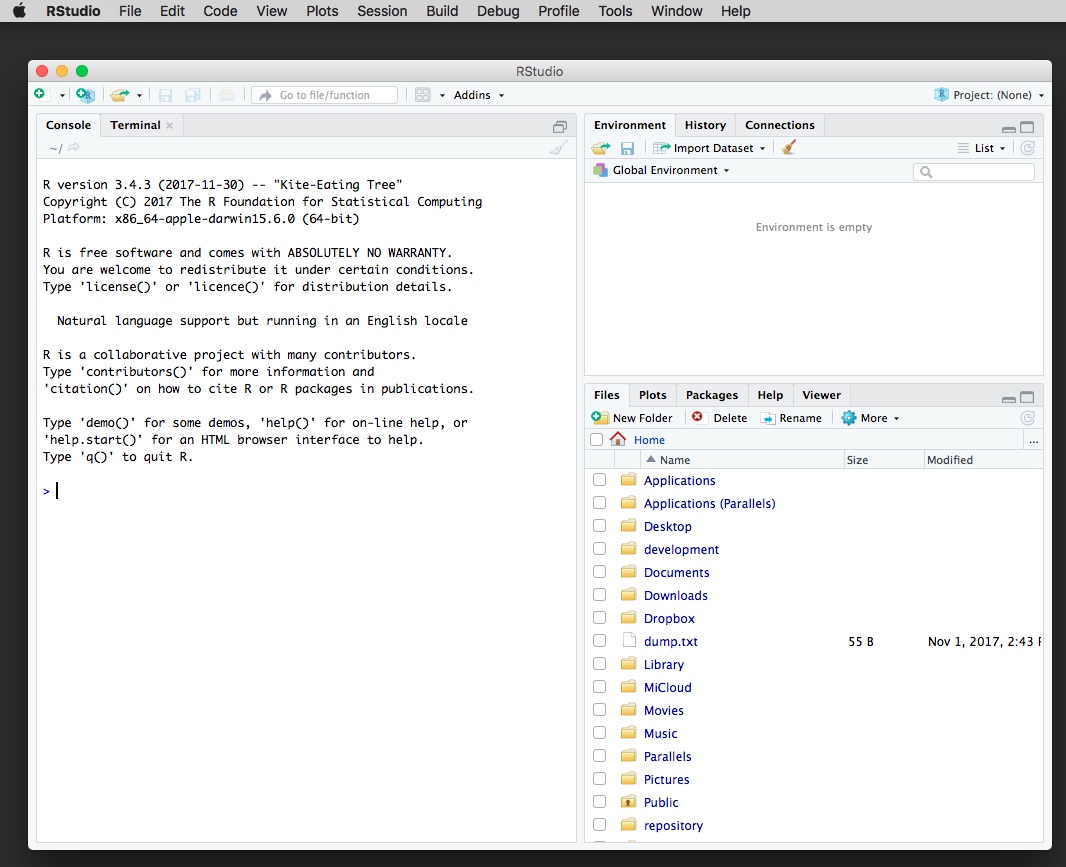 RStudio File Edit Code View Plots Session Build Debug Profile Tools Window Help
RStudio
Go to file/function Addins Project: (None)
Console Terminal
~/
R version 3.4.3 (2017-11-30) -- "Kite-Eating Tree"
Copyright (C) 2017 The R Foundation for Statistical Computing
Platform: x86_64-apple-darwin15.6.0 (64-bit)
R is free software and comes with ABSOLUTELY NO WARRANTY.
You are welcome to redistribute it under certain conditions.
Type 'license()' or 'licence()' for distribution details.
Natural language support but running in an English locale
R is a collaborative project with many contributors.
Type 'contributors()' for more information and
'citation()' on how to cite R or R packages in publications.
Type 'demo()' for some demos, 'help()' for on-line help, or
'help.start()' for an HTML browser interface to help.
Type 'q()' to quit R.
>
Environment History Connections
Import Dataset List
Global Environment
Environment is empty
Files Plots Packages Help Viewer
New Folder Delete Rename More
Home ...
Name Size Modified
Applications
Applications (Parallels)
Desktop
development
Documents
Downloads
Dropbox
dump.txt 55 B Nov 1, 2017, 2:43
Library
MiCloud
Movies
Music
Parallels
Pictures
Public
repository